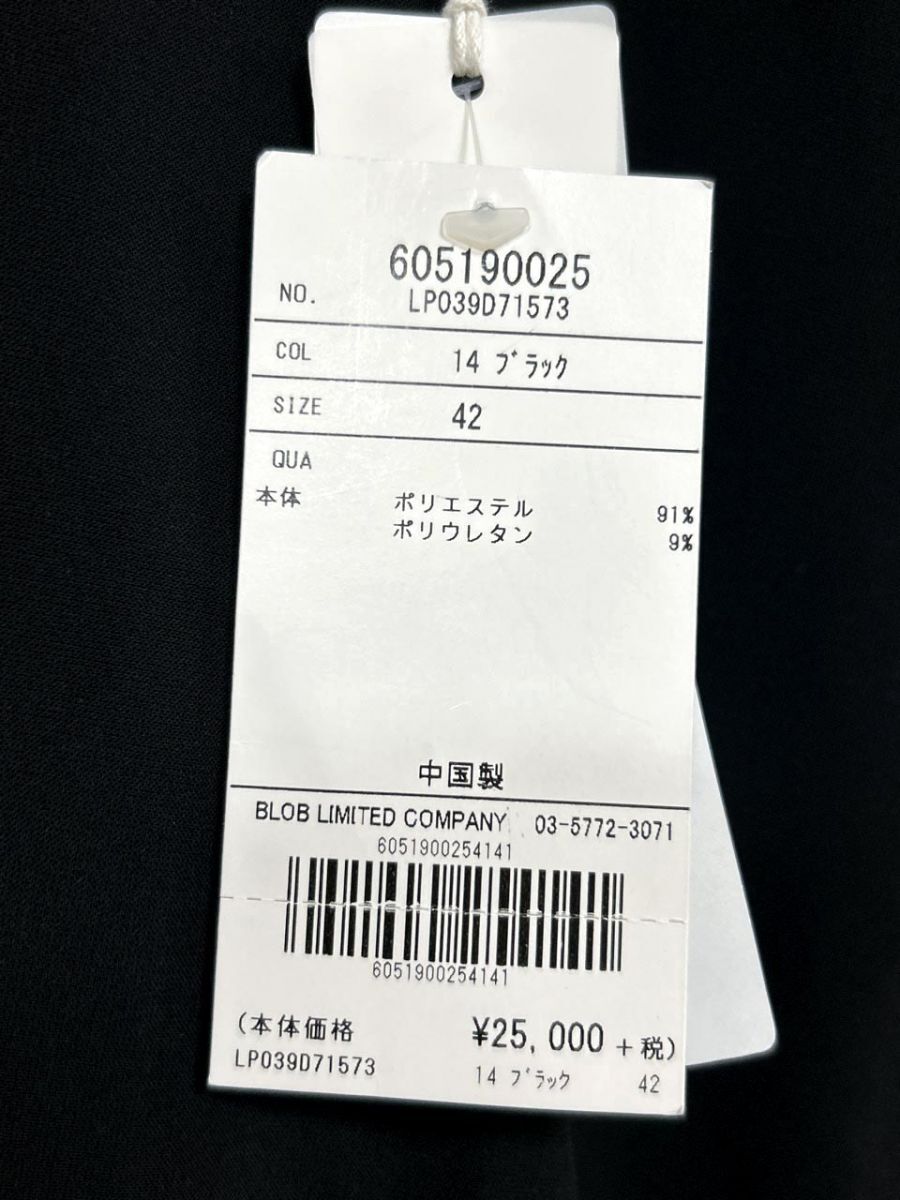 605190025
NO. LPO39D71573
COL 14 ブラック
SIZE 42
QUA
本体 ポリエステル 91%
ポリウレタン 9%
中国製
BLOB LIMITED COMPANY 03-5772-3071
6051900254141
6051900254141
(本体価格 ¥25,000 +税)
LPO39D71573 14 ブラック 42